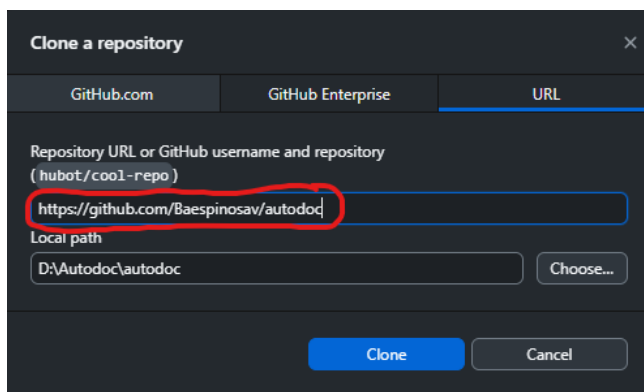 Clone a repository
GitHub.com
GitHub Enterprise
URL
Repository URL or GitHub username and repository
(hubot/cool-repo)
https://github.com/Baespinosav/autodoc
Local path
D:\Autodoc\autodoc
Choose...
Clone
Cancel